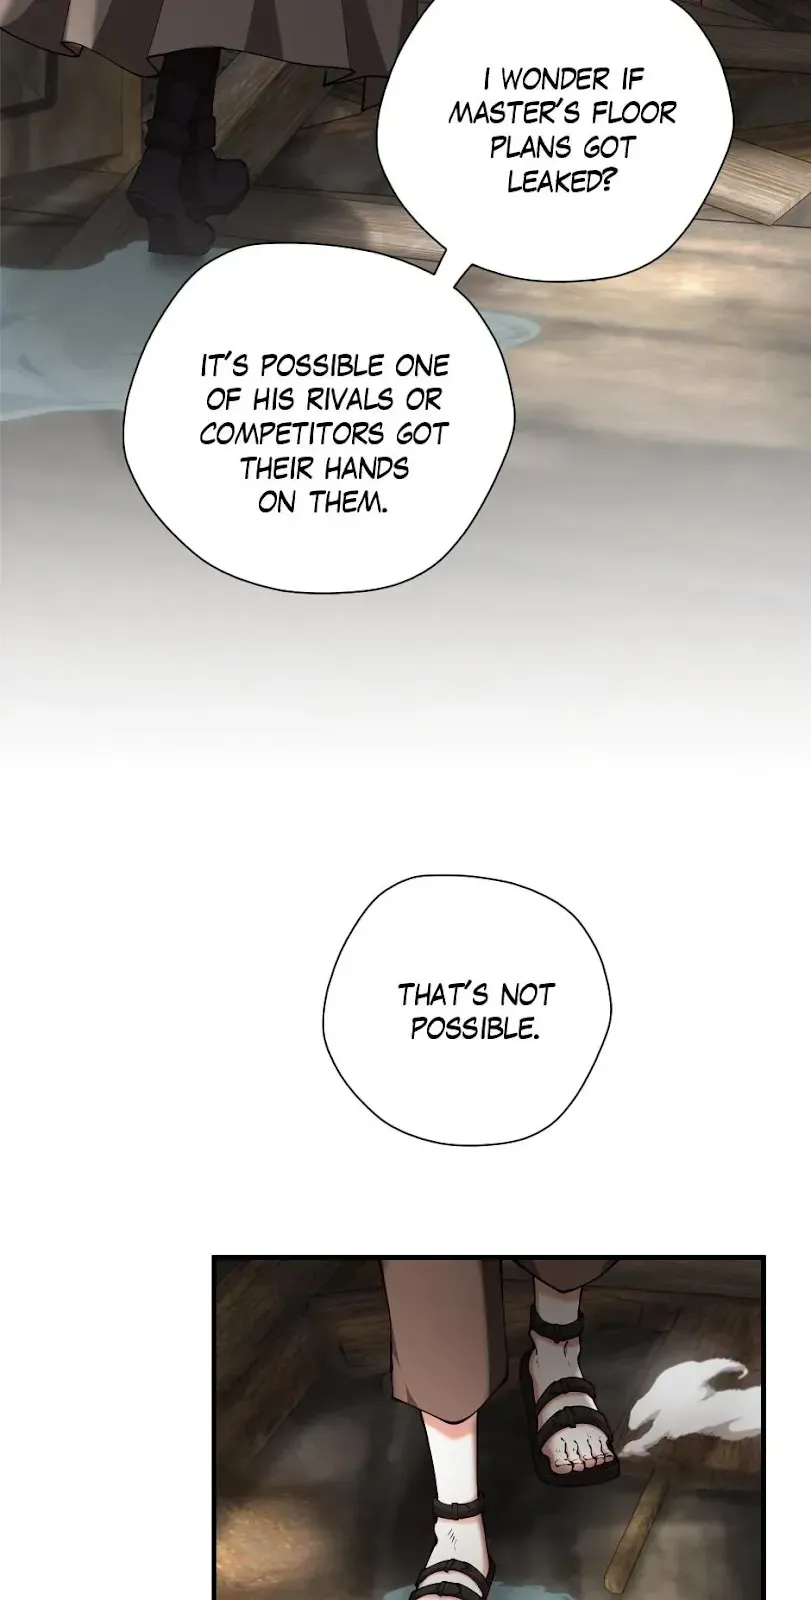 I WONDER IF
MASTER'S FLOOR
PLANS GOT
LEAKED?
IT'S POSSIBLE ONE
OF HIS RIVALS OR
COMPETITORS GOT
THEIR HANDS
ON THEM.
THAT'S NOT
POSSIBLE.